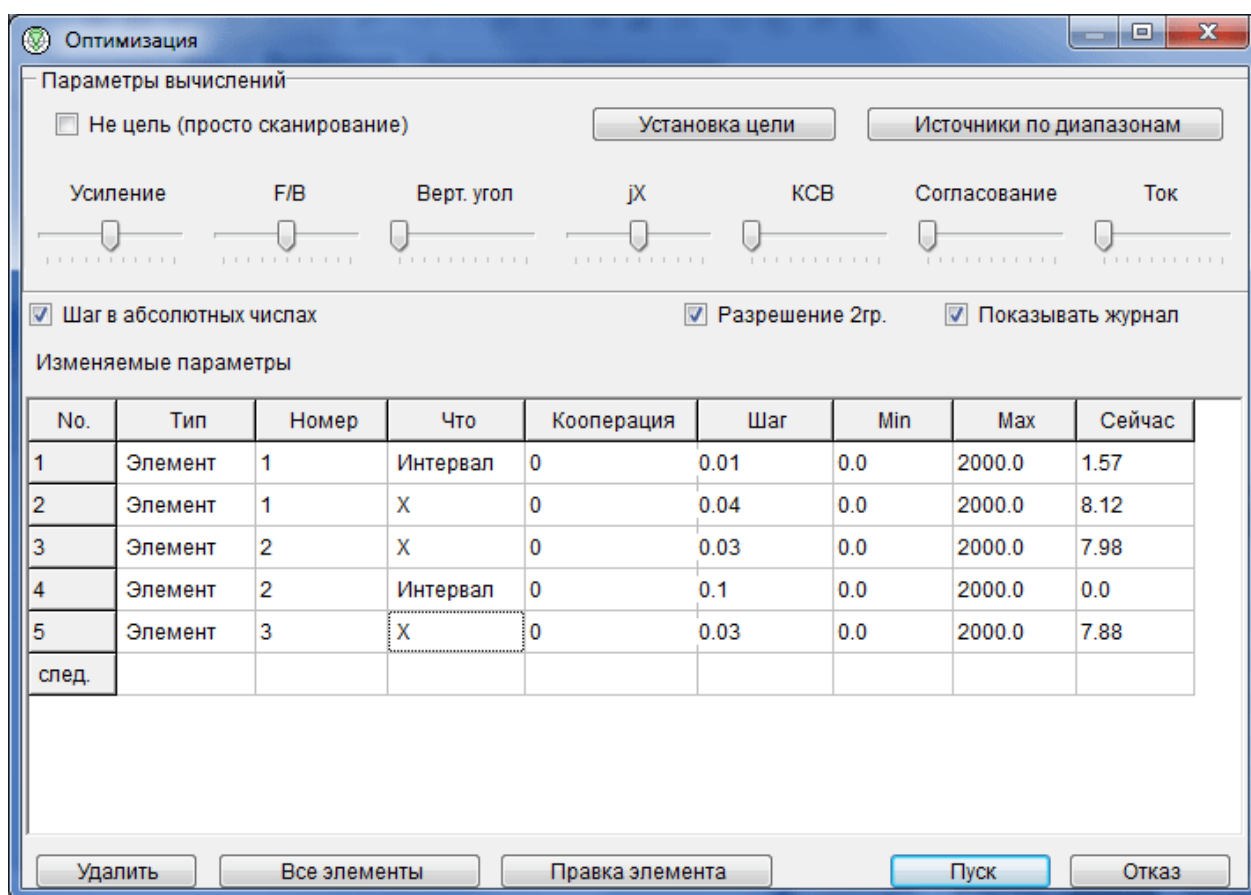 Оптимизация
Параметры вычислений
Не цель (просто сканирование) Установка цели Источники по диапазонам
Усиление F/B Верт. угол jX КСВ Согласование Ток
Шаг в абсолютных числах Разрешение 2гр. Показывать журнал
Изменяемые параметры
No. Тип Номер Что Кооперация Шаг Min Max Сейчас
1 Элемент 1 Интервал 0 0.01 0.0 2000.0 1.57
2 Элемент 1 X 0 0.04 0.0 2000.0 8.12
3 Элемент 2 X 0 0.03 0.0 2000.0 7.98
4 Элемент 2 Интервал 0 0.1 0.0 2000.0 0.0
5 Элемент 3 X 0 0.03 0.0 2000.0 7.88
след.
Удалить Все элементы Правка элемента Пуск Отказ